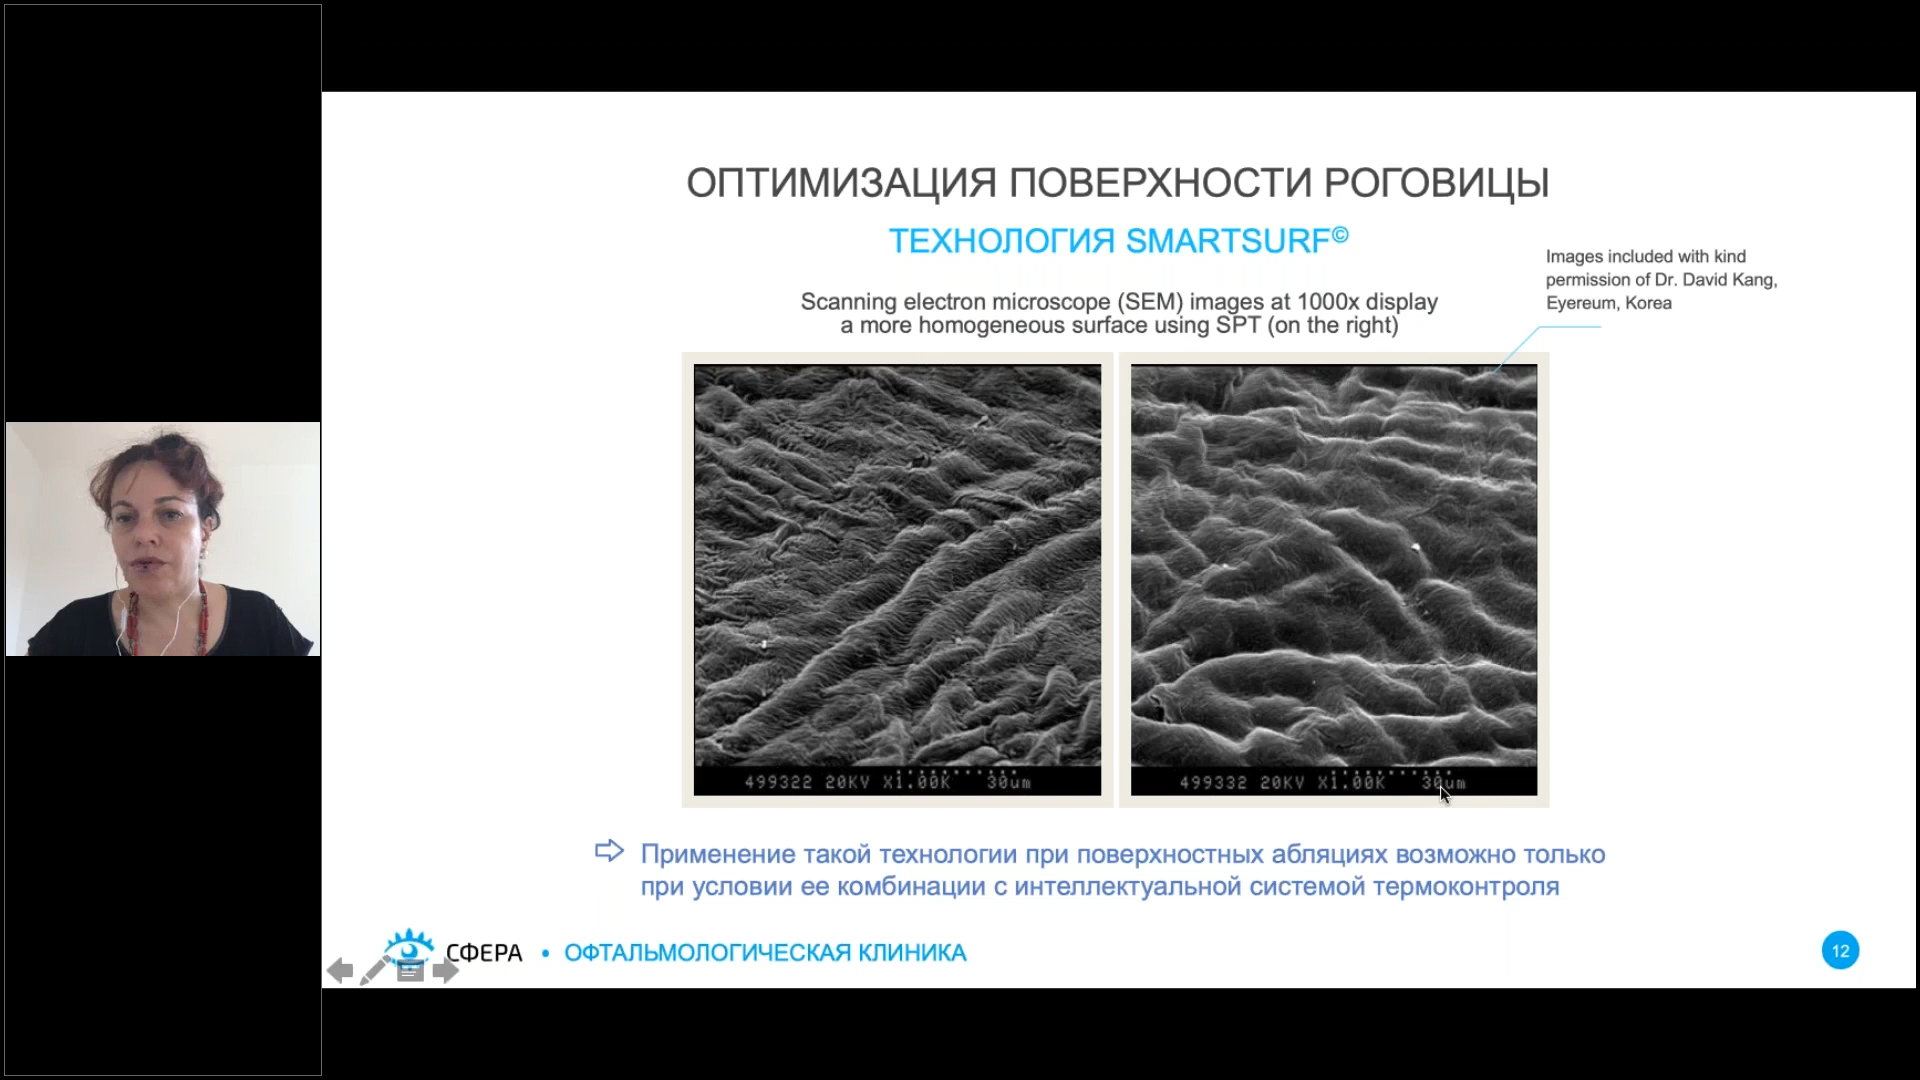 ОПТИМИЗАЦИЯ ПОВЕРХНОСТИ РОГОВИЦЫ
ТЕХНОЛОГИЯ SMARTSURF©
Images included with kind
permission of Dr. David Kang,
Eyereum, Korea
Scanning electron microscope (SEM) images at 1000x display
a more homogeneous surface using SPT (on the right)
499322 20KV X1.00K 30um
499332 20KV X1.00K 30um
Применение такой технологии при поверхностных абляциях возможно только
при условии ее комбинации с интеллектуальной системой термоконтроля
СФЕРА • ОФТАЛЬМОЛОГИЧЕСКАЯ КЛИНИКА
12